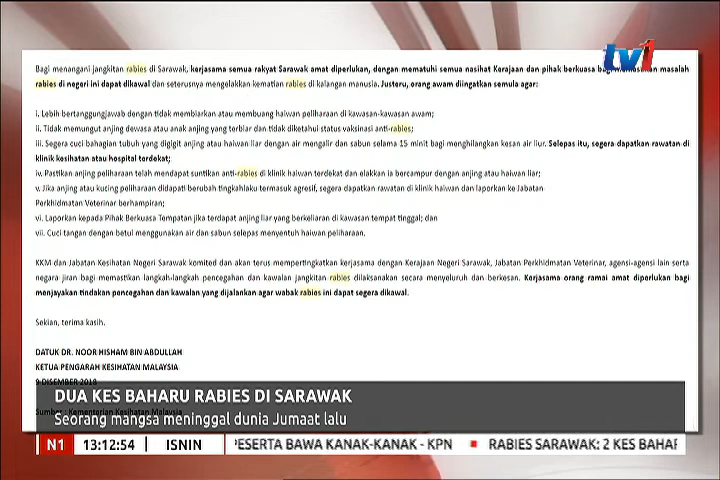 tv1
Bagi menangani jangkitan rabies di Sarawak, kerjasama semua rakyat Sarawak amat diperlukan, dengan mematuhi semua nasihat Kerajaan dan pihak berkuasa bagi masalah
rabies di negeri ini dapat dikawal dan seterusnya mengelakkan kematian rabies di kalangan manusia. Justeru, orang awam diingatkan semula agar:
i. Lebih bertanggungjawab dengan tidak membiarkan atau membuang haiwan peliharaan di kawasan-kawasan awam;
ii. Tidak memungut anjing dewasa atau anak anjing yang terbiar dan tidak diketahui status vaksinasi anti-rabies;
iii. Segera cuci bahagian tubuh yang digigit anjing atau haiwan liar dengan air mengalir dan sabun selama 15 minit bagi menghilangkan kesan air liur. Selepas itu, segera dapatkan rawatan di
klinik kesihatan atau hospital terdekat;
iv. Pastikan anjing peliharaan telah mendapat suntikan anti-rabies di klinik haiwan terdekat dan elakkan ia bercampur dengan anjing atau haiwan liar;
v. Jika anjing atau kucing peliharaan didapati berubah tingkahlaku termasuk agresif, segera dapatkan rawatan di klinik haiwan dan laporkan ke Jabatan
Perkhidmatan Veterinar berhampiran;
vi. Laporkan kepada Pihak Berkuasa Tempatan jika terdapat anjing liar yang berkeliaran di kawasan tempat tinggal; dan
vii. Cuci tangan dengan betul menggunakan air dan sabun selepas menyentuh haiwan peliharaan.
KKM dan Jabatan Kesihatan Negeri Sarawak komited dan akan terus mempertingkatkan kerjasama dengan Kerajaan Negeri Sarawak, Jabatan Perkhidmatan Veterinar, agensi-agensi lain serta
negara jiran bagi memastikan langkah-langkah pencegahan dan kawalan jangkitan rabies dilaksanakan secara menyeluruh dan berkesan. Kerjasama orang ramai amat diperlukan bagi
menjayakan tindakan pencegahan dan kawalan yang dijalankan agar wabak rabies ini dapat segera dikawal.
Sekian, terima kasih.
DATUK DR. NOOR HISHAM BIN ABDULLAH
KETUA PENGARAH KESIHATAN MALAYSIA
9 DISEMBER 2018
Sumber : Kementerian Kesihatan Malaysia
DUA KES BAHARU RABIES DI SARAWAK
Seorang mangsa meninggal dunia Jumaat lalu
N1 13:12:54 | ISNIN PESERTA BAWA KANAK-KANAK - KPN ▪ RABIES SARAWAK: 2 KES BAHAR